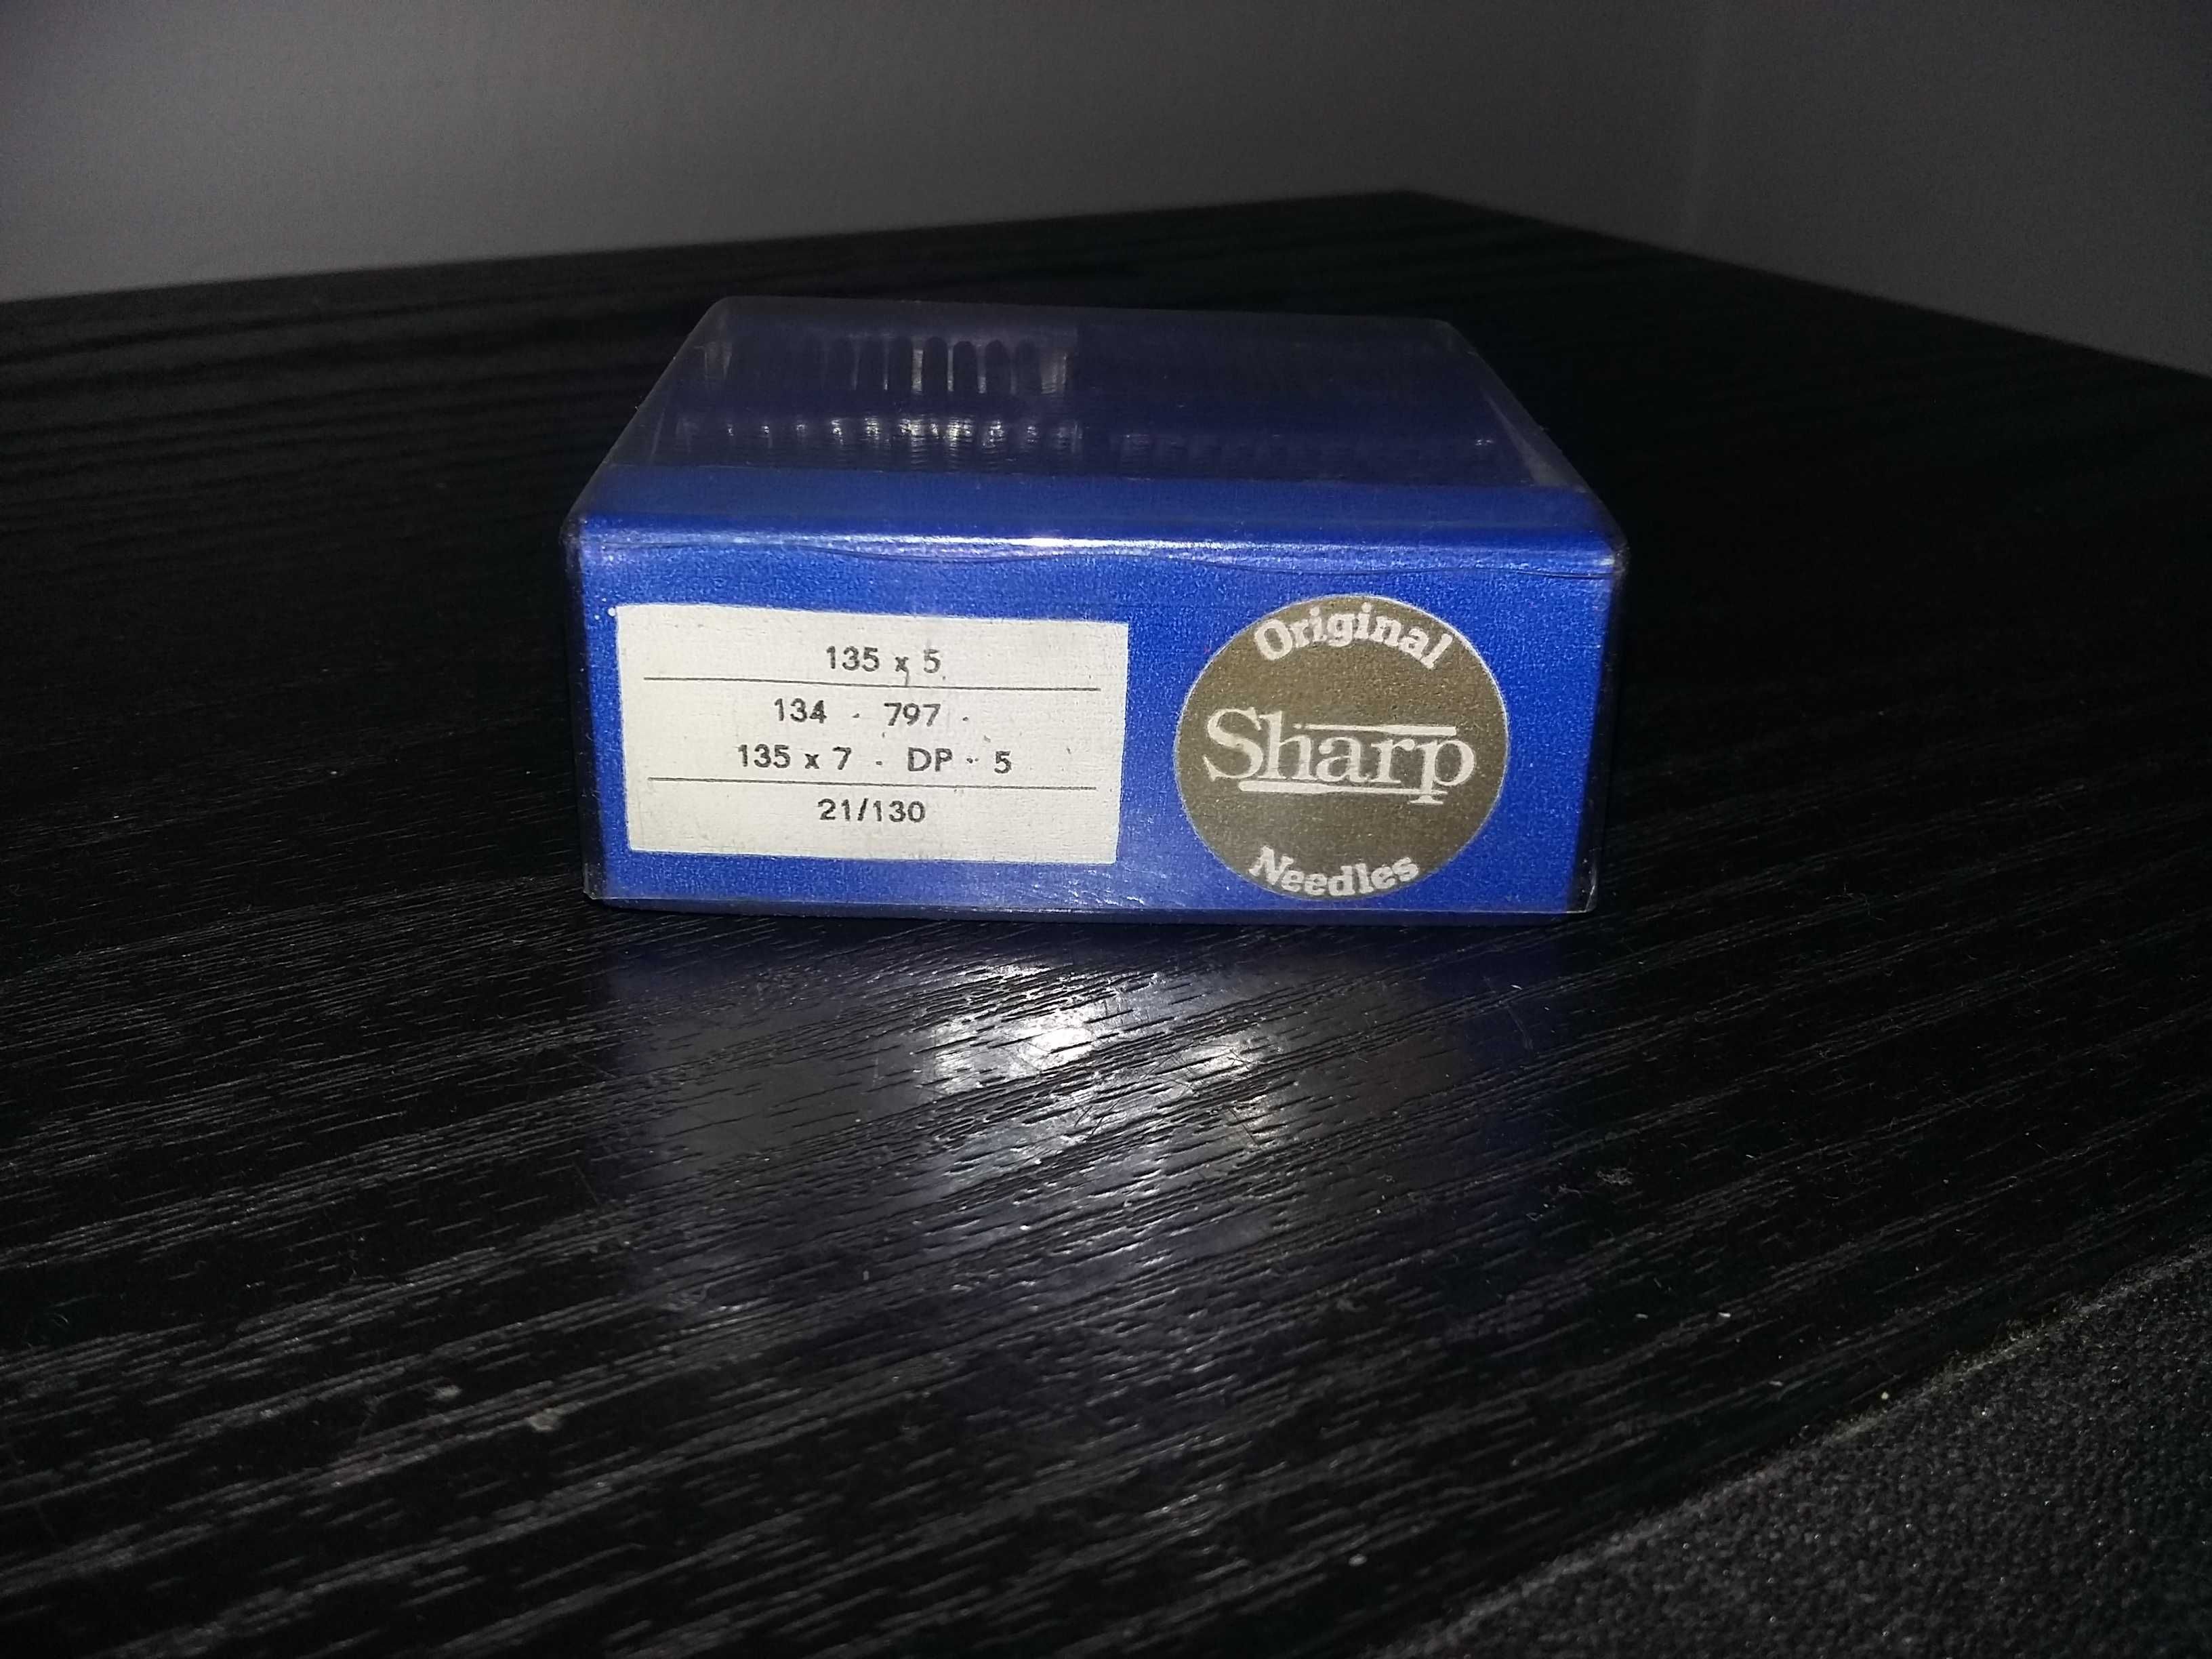 135 x 5
134 - 797 -
135 x 7 - DP - 5
21/130
Original
Sharp
Needles